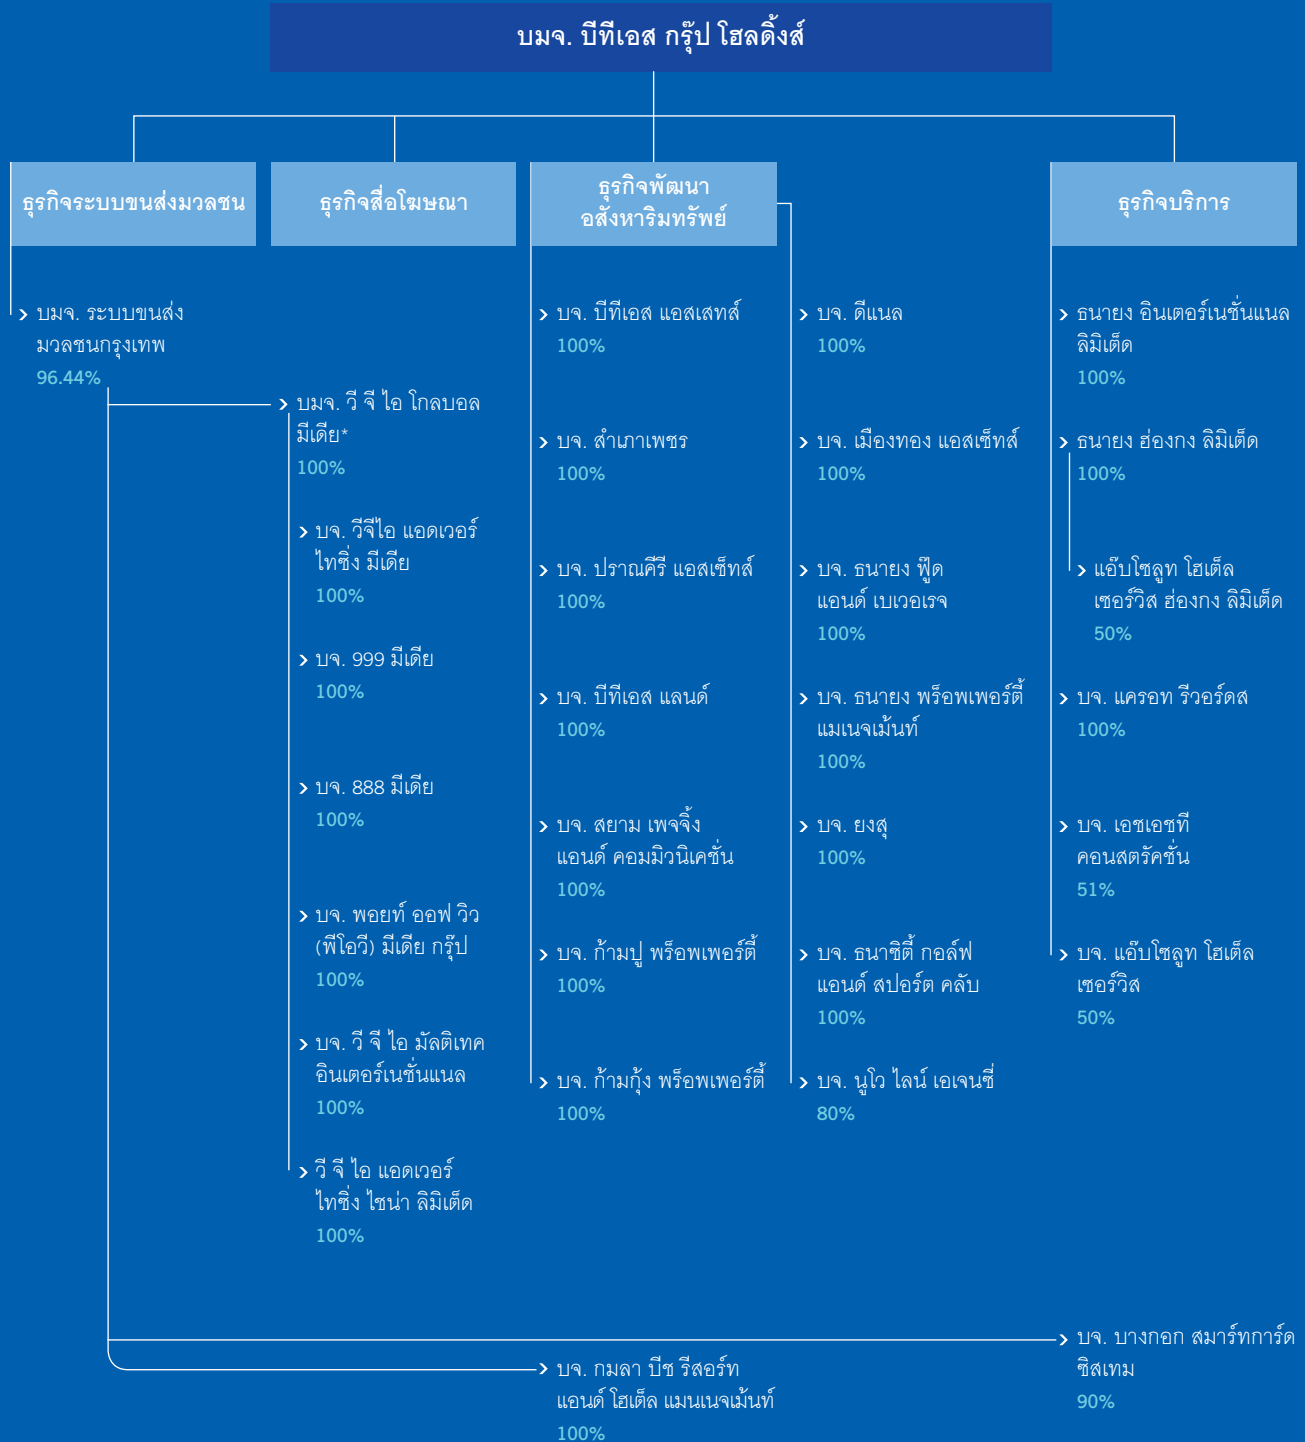 บมจ. บีทีเอส กรุ๊ป โฮลดิ้งส์
ธุรกิจระบบขนส่งมวลชน
บมจ. ระบบขนส่ง
มวลชนกรุงเทพ
96.44%
ธุรกิจสื่อโฆษณา
บมจ. วี จี ไอ โกลบอล
มีเดีย*
100%
บจ. วีจีไอ แอดเวอร์
ไทซิ่ง มีเดีย
100%
บจ. 999 มีเดีย
100%
บจ. 888 มีเดีย
100%
บจ. พอยท์ ออฟ วิว
(พีโอวี) มีเดีย กรุ๊ป
100%
บจ. วี จี ไอ มัลติเทค
อินเตอร์เนชั่นแนล
100%
วี จี ไอ แอดเวอร์
ไทซิ่ง ไชน่า ลิมิเต็ด
100%
ธุรกิจพัฒนา
อสังหาริมทรัพย์
บจ. บีทีเอส แอสเสทส์
100%
บจ. สำเภาเพชร
100%
บจ. ปราณคีรี แอสเซ็ทส์
100%
บจ. บีทีเอส แลนด์
100%
บจ. สยาม เพจจิ้ง
แอนด์ คอมมิวนิเคชั่น
100%
บจ. ก้ามปู พร็อพเพอร์ตี้
100%
บจ. ก้ามกุ้ง พร็อพเพอร์ตี้
100%
บจ. ดีแนล
100%
บจ. เมืองทอง แอสเซ็ทส์
100%
บจ. ธนายง ฟู๊ด
แอนด์ เบเวอเรจ
100%
บจ. ธนายง พร็อพเพอร์ตี้
แมเนจเม้นท์
100%
บจ. ยงสุ
100%
บจ. ธนาซิตี้ กอล์ฟ
แอนด์ สปอร์ต คลับ
100%
บจ. นูโว ไลน์ เอเจนซี่
80%
ธุรกิจบริการ
ธนายง อินเตอร์เนชั่นแนล
ลิมิเต็ด
100%
ธนายง ฮ่องกง ลิมิเต็ด
100%
แอ๊บโซลูท โฮเต็ล
เซอร์วิส ฮ่องกง ลิมิเต็ด
50%
บจ. แครอท รีวอร์ดส
100%
บจ. เอชเอชที
คอนสตรัคชั่น
51%
บจ. แอ๊บโซลูท โฮเต็ล
เซอร์วิส
50%
บจ. บางกอก สมาร์ทการ์ด
ซิสเทม
90%
บจ. กมลา บีช รีสอร์ท
แอนด์ โฮเต็ล แมนเนจเม้นท์
100%